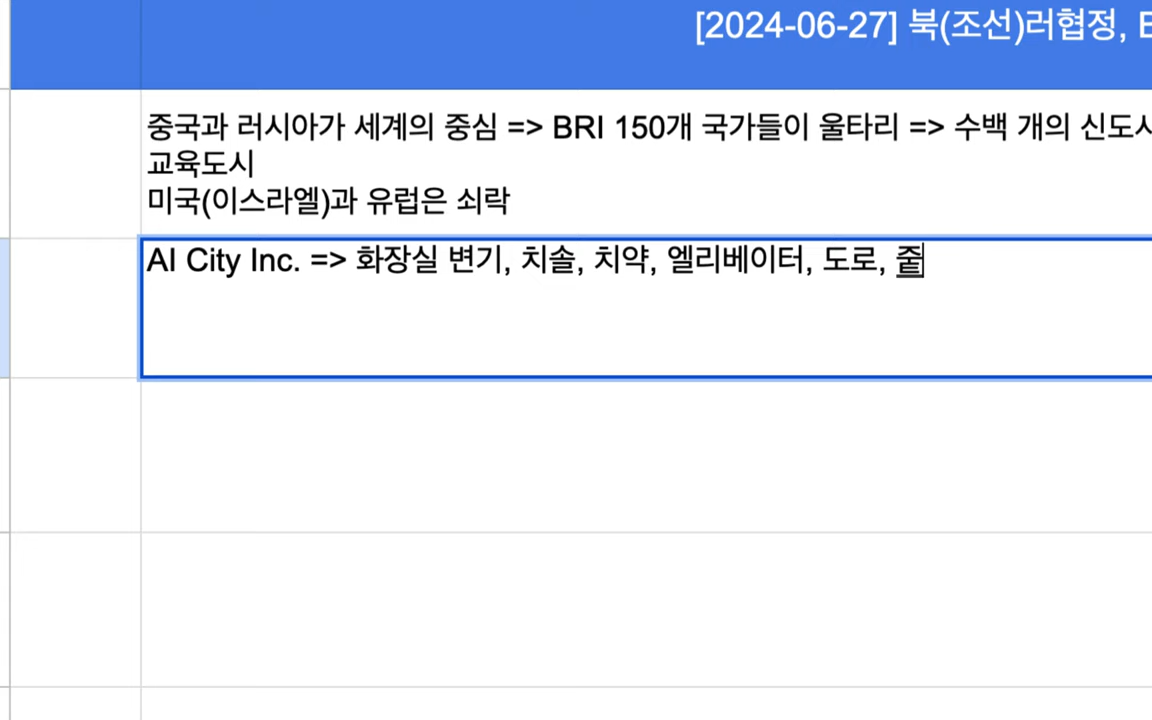 [2024-06-27] 북(조선)러협정,
중국과 러시아가 세계의 중심 => BRI 150개 국가들이 울타리 => 수백 개의 신도시
교육도시
미국(이스라엘)과 유럽은 쇠락
AI City Inc. => 화장실 변기, 치솔, 치약, 엘리베이터, 도로,